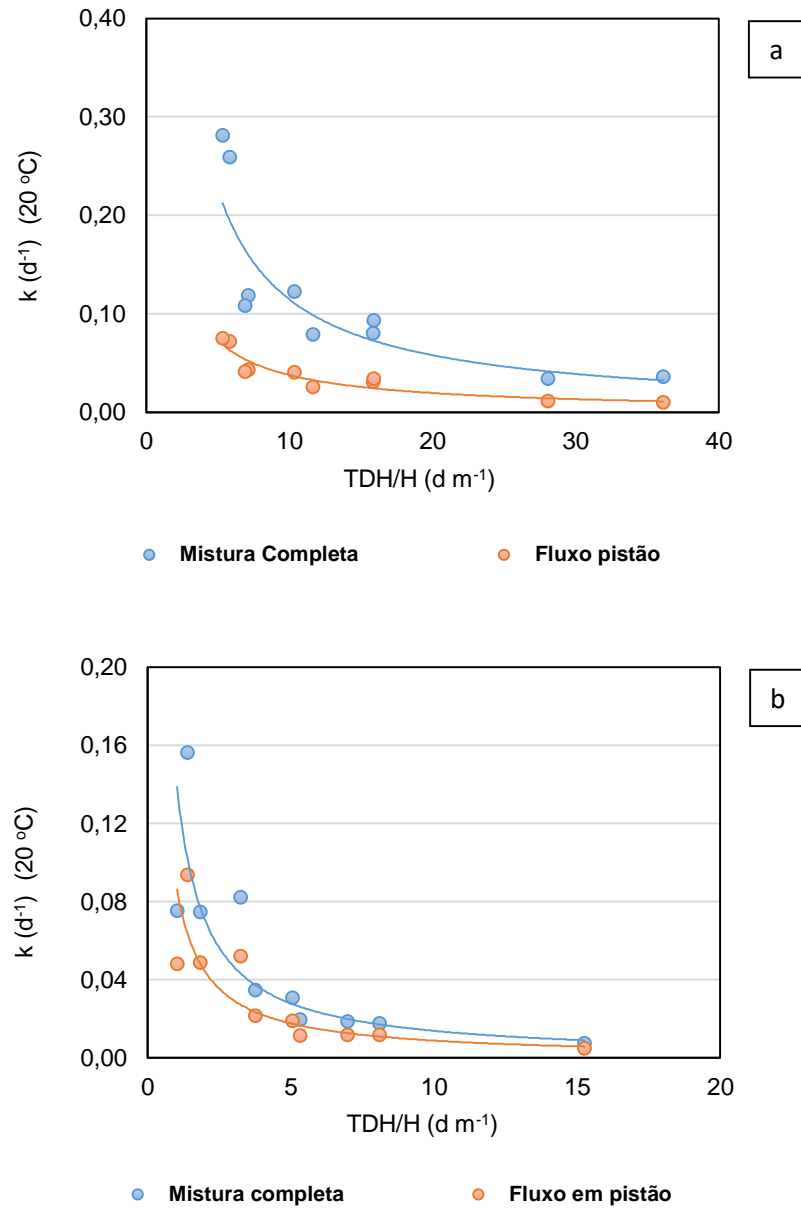 0,40
a
0,30
0,20
0,10
0,00
k (d-1) (20 oC)
0 10 20 30 40
TDH/H (d m-1)
Mistura Completa Fluxo pistão
0,20
b
0,16
0,12
0,08
0,04
0,00
k (d-1) (20 oC)
0 5 10 15 20
TDH/H (d m-1)
Mistura completa Fluxo em pistão